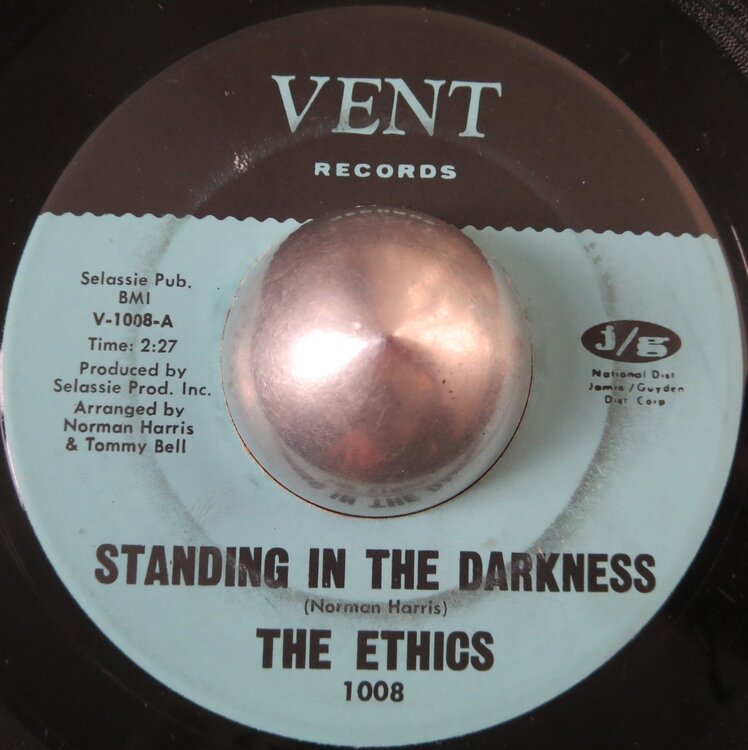 VENT
RECORDS
Selassie Pub.
BMI
V-1008-A
Time: 2:27
Produced by
Selassie Prod. Inc.
Arranged by
Norman Harris
& Tommy Bell
j/g
National Dist
Jamie/Guyden
Dist Corp
STANDING IN THE DARKNESS
(Norman Harris)
THE ETHICS
1008